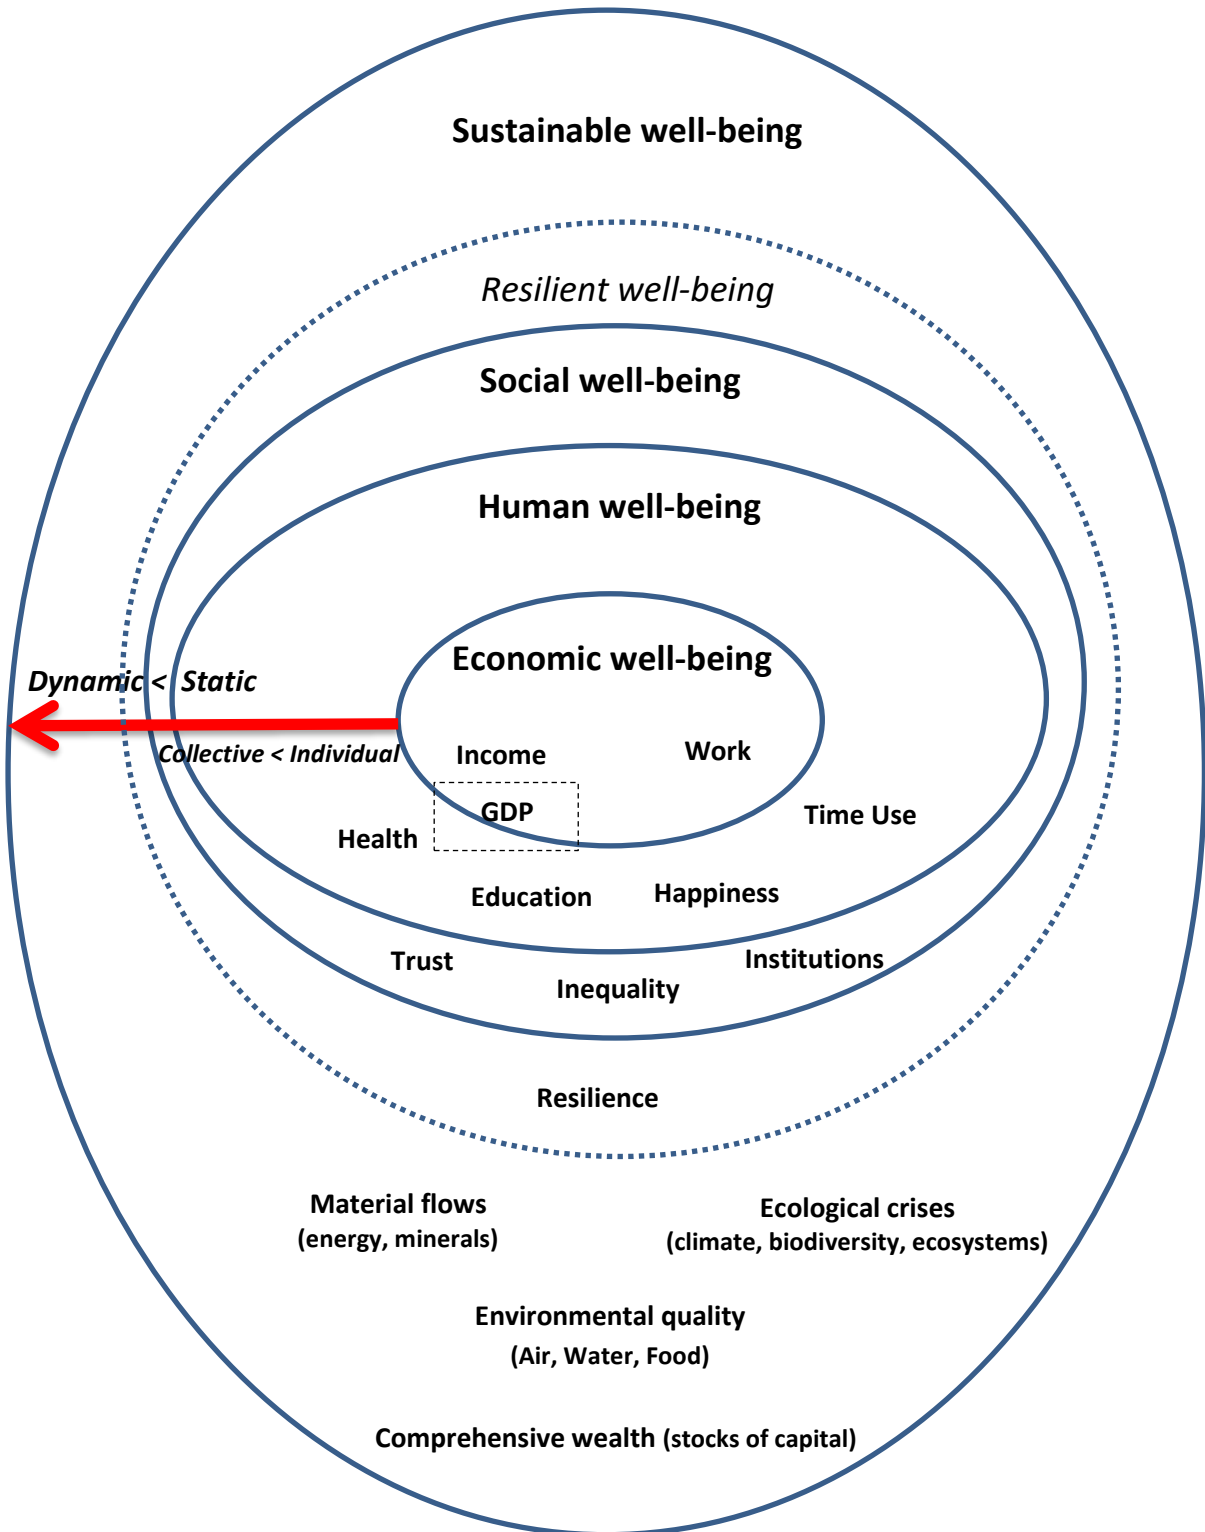 Sustainable well-being
Resilient well-being
Social well-being
Human well-being
Economic well-being
Dynamic < Static
Collective < Individual
Income
Work
GDP
Time Use
Health
Education
Happiness
Trust
Institutions
Inequality
Resilience
Material flows
(energy, minerals)
Ecological crises
(climate, biodiversity, ecosystems)
Environmental quality
(Air, Water, Food)
Comprehensive wealth (stocks of capital)